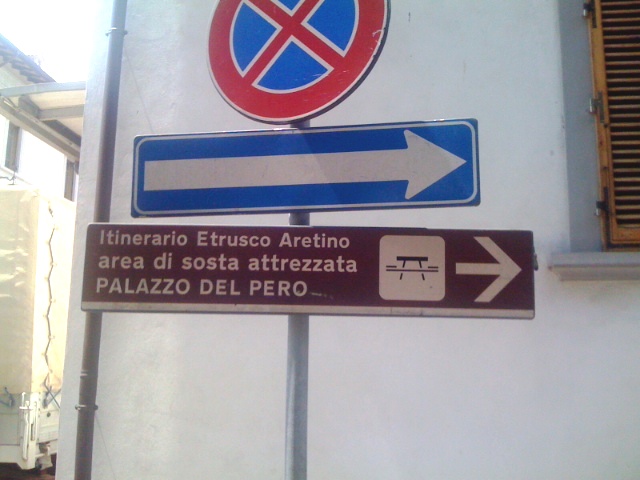 Itinerario Etrusco Aretino
area di sosta attrezzata
PALAZZO DEL PERO